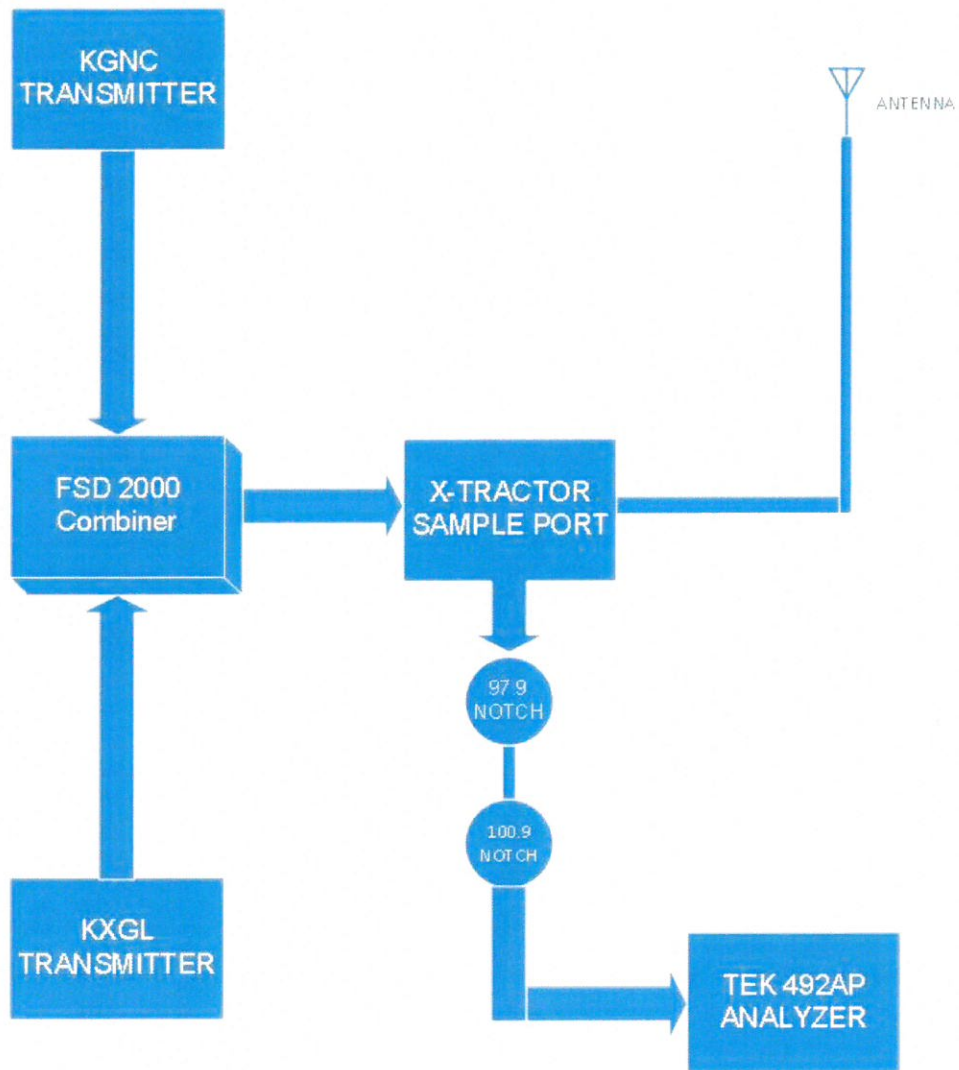 KGNC
TRANSMITTER
ANTENNA
FSD 2000
Combiner
X-TRACTOR
SAMPLE PORT
97.9
NOTCH
100.9
NOTCH
KXGL
TRANSMITTER
TEK 492AP
ANALYZER